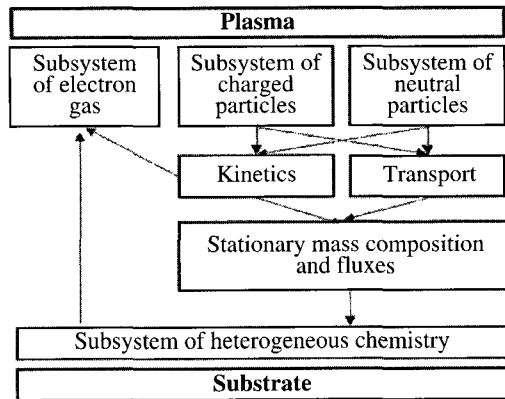 Plasma
Subsystem of electron gas
Subsystem of charged particles
Subsystem of neutral particles
Kinetics
Transport
Stationary mass composition and fluxes
Subsystem of heterogeneous chemistry
Substrate